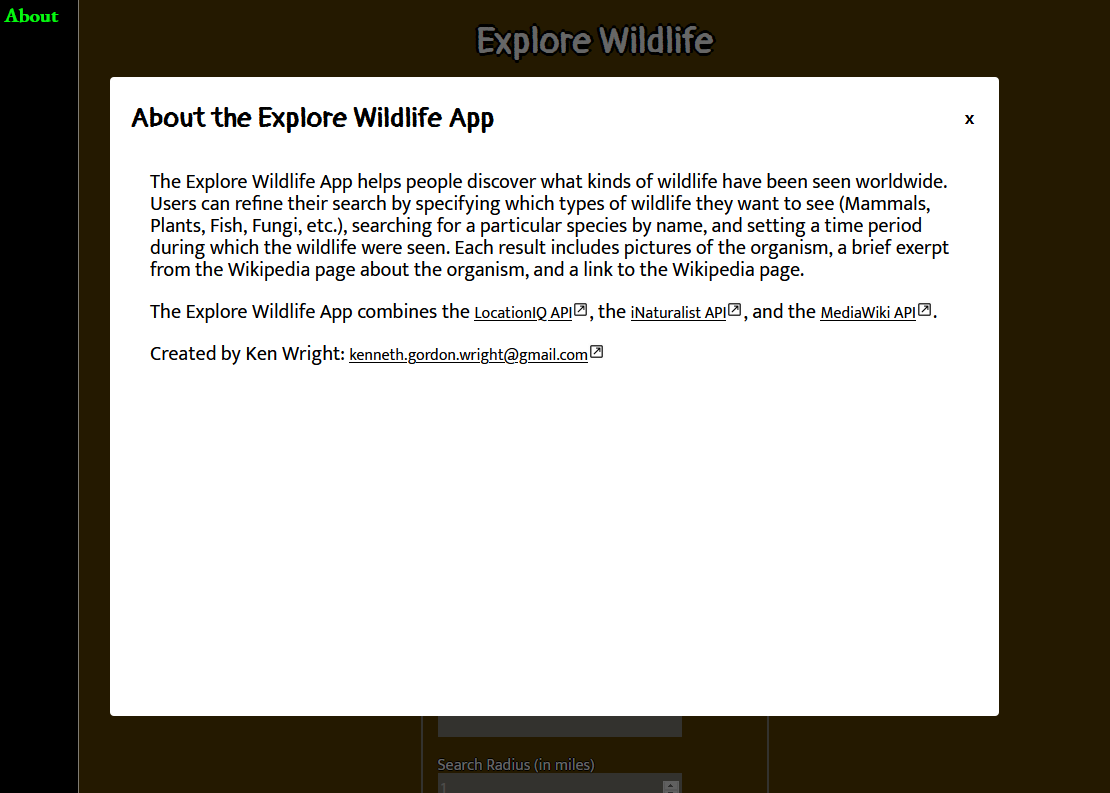 About
Explore Wildlife
About the Explore Wildlife App
x
The Explore Wildlife App helps people discover what kinds of wildlife have been seen worldwide.
Users can refine their search by specifying which types of wildlife they want to see (Mammals,
Plants, Fish, Fungi, etc.), searching for a particular species by name, and setting a time period
during which the wildlife were seen. Each result includes pictures of the organism, a brief exerpt
from the Wikipedia page about the organism, and a link to the Wikipedia page.
The Explore Wildlife App combines the LocationIQ API, the iNaturalist API, and the MediaWiki API.
Created by Ken Wright: kenneth.gordon.wright@gmail.com
Search Radius (in miles)
1